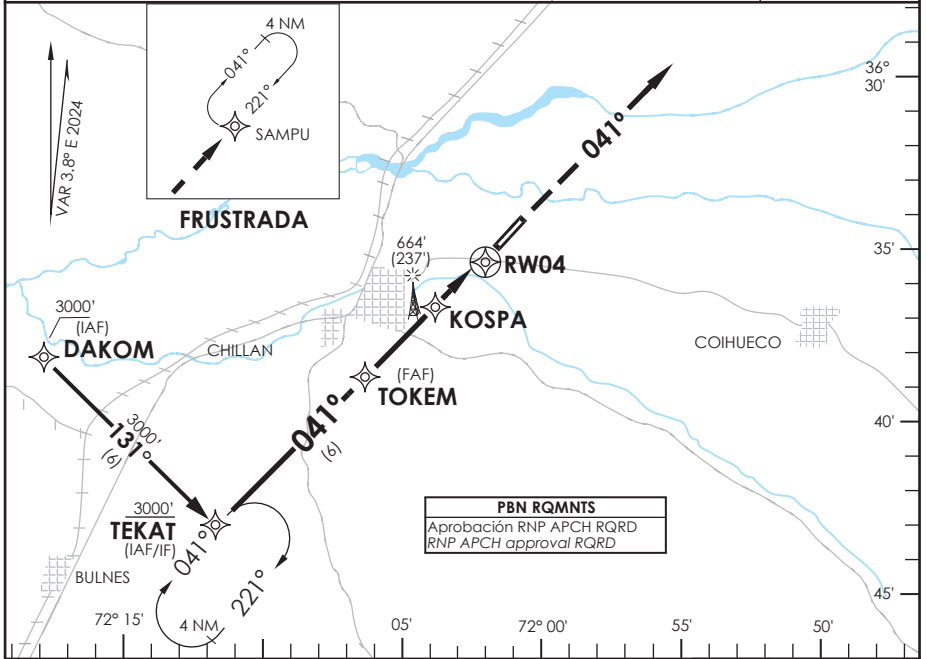 4 NM
041°
221°
SAMPU
FRUSTRADA
VAR 3.8° E 2024
36°
30'
041°
35'
664'
(237')
RW04
KOSPA
3000'
(IAF)
DAKOM
CHILLAN
COIHUECO
(FAF)
TOKEM
3000'
131°
(6)
041°
(6)
40'
3000'
TEKAT
(IAF/IF)
041°
221°
4 NM
PBN RQMNTS
Aprobación RNP APCH RQRD
RNP APCH approval RQRD
BULNES
45'
72° 15'
05'
72° 00'
55'
50'